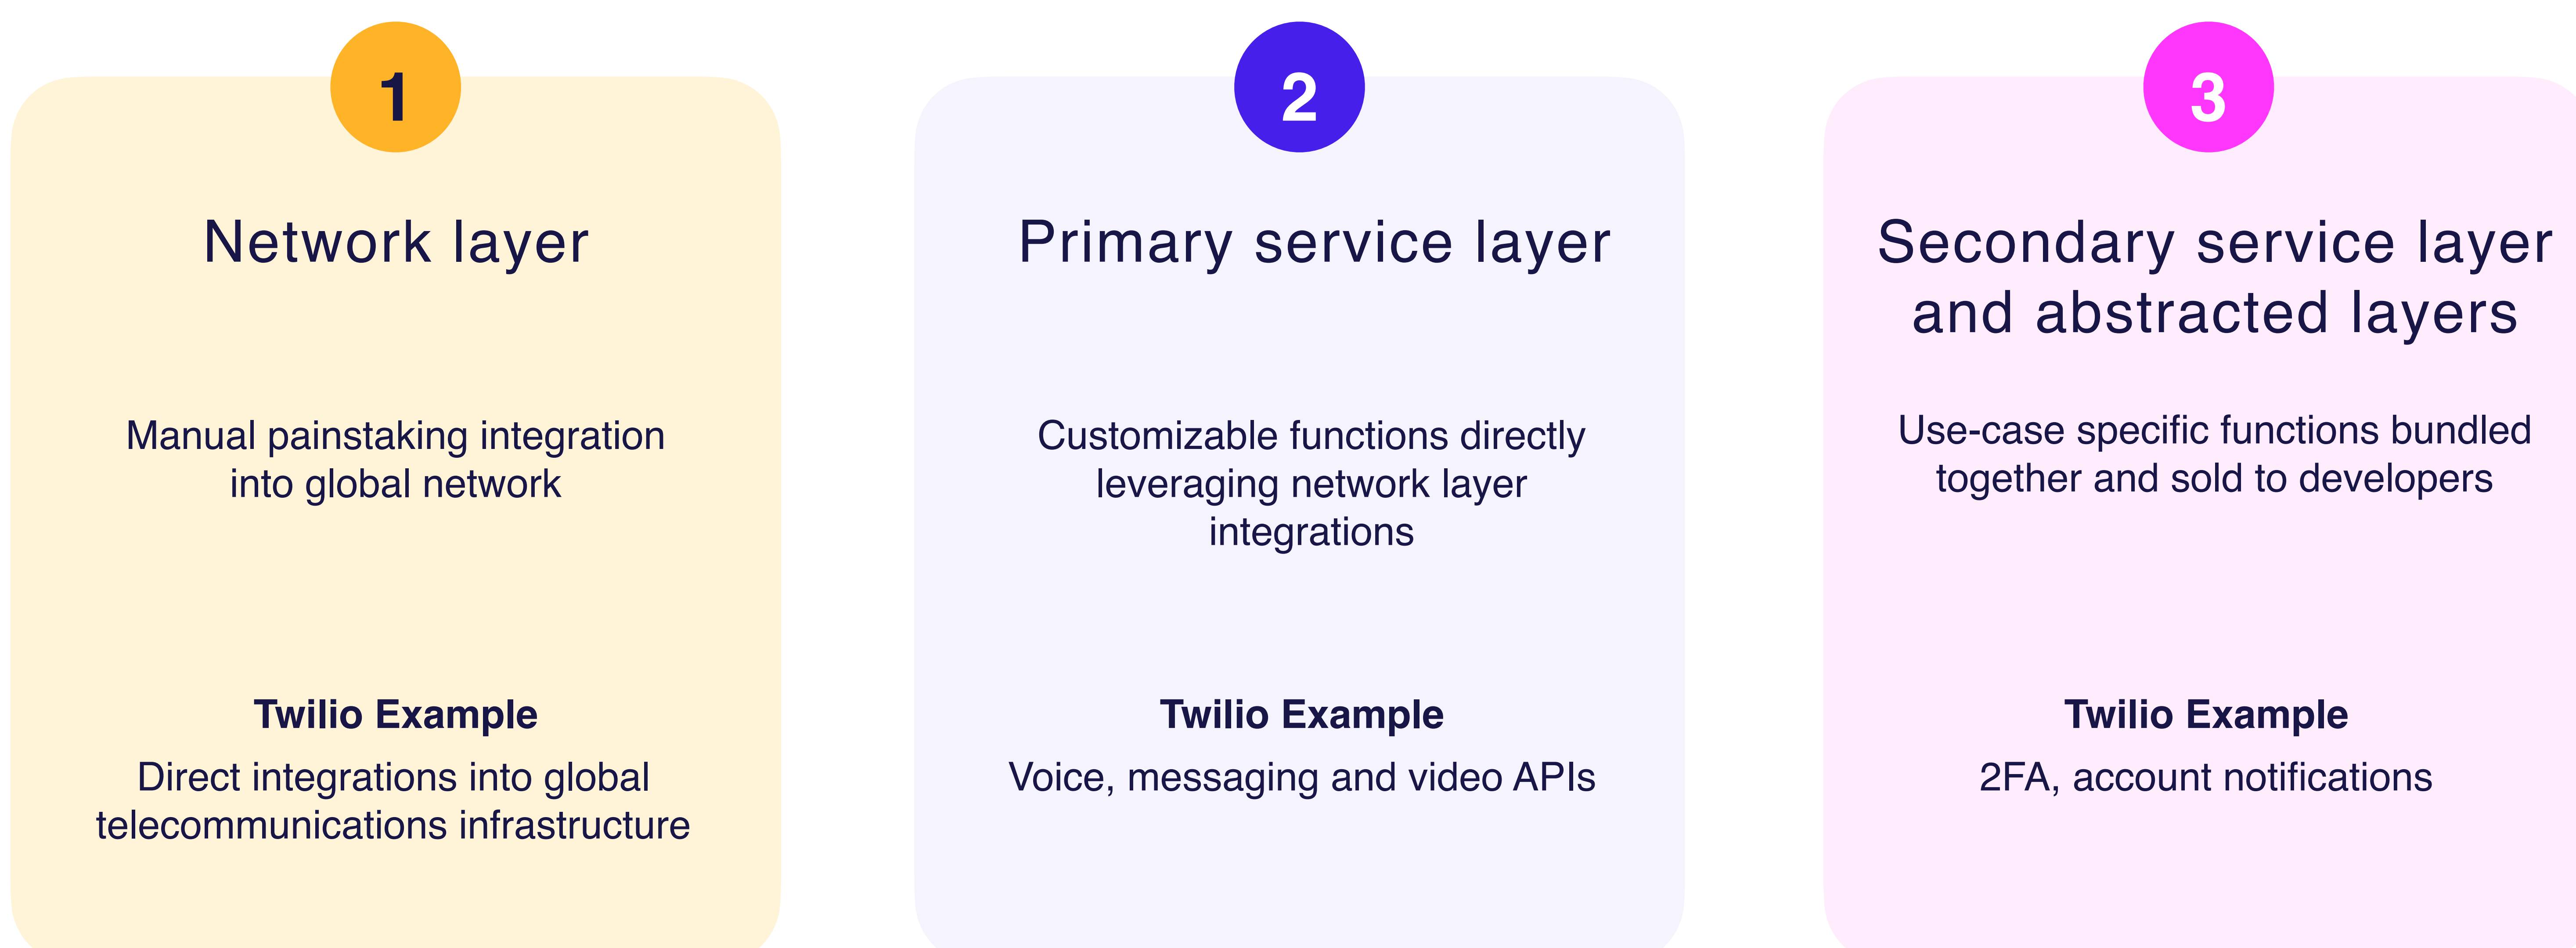 1
Network layer
Manual painstaking integration
into global network
Twilio Example
Direct integrations into global
telecommunications infrastructure
2
Primary service layer
Customizable functions directly
leveraging network layer
integrations
Twilio Example
Voice, messaging and video APIs
3
Secondary service layer
and abstracted layers
Use-case specific functions bundled
together and sold to developers
Twilio Example
2FA, account notifications